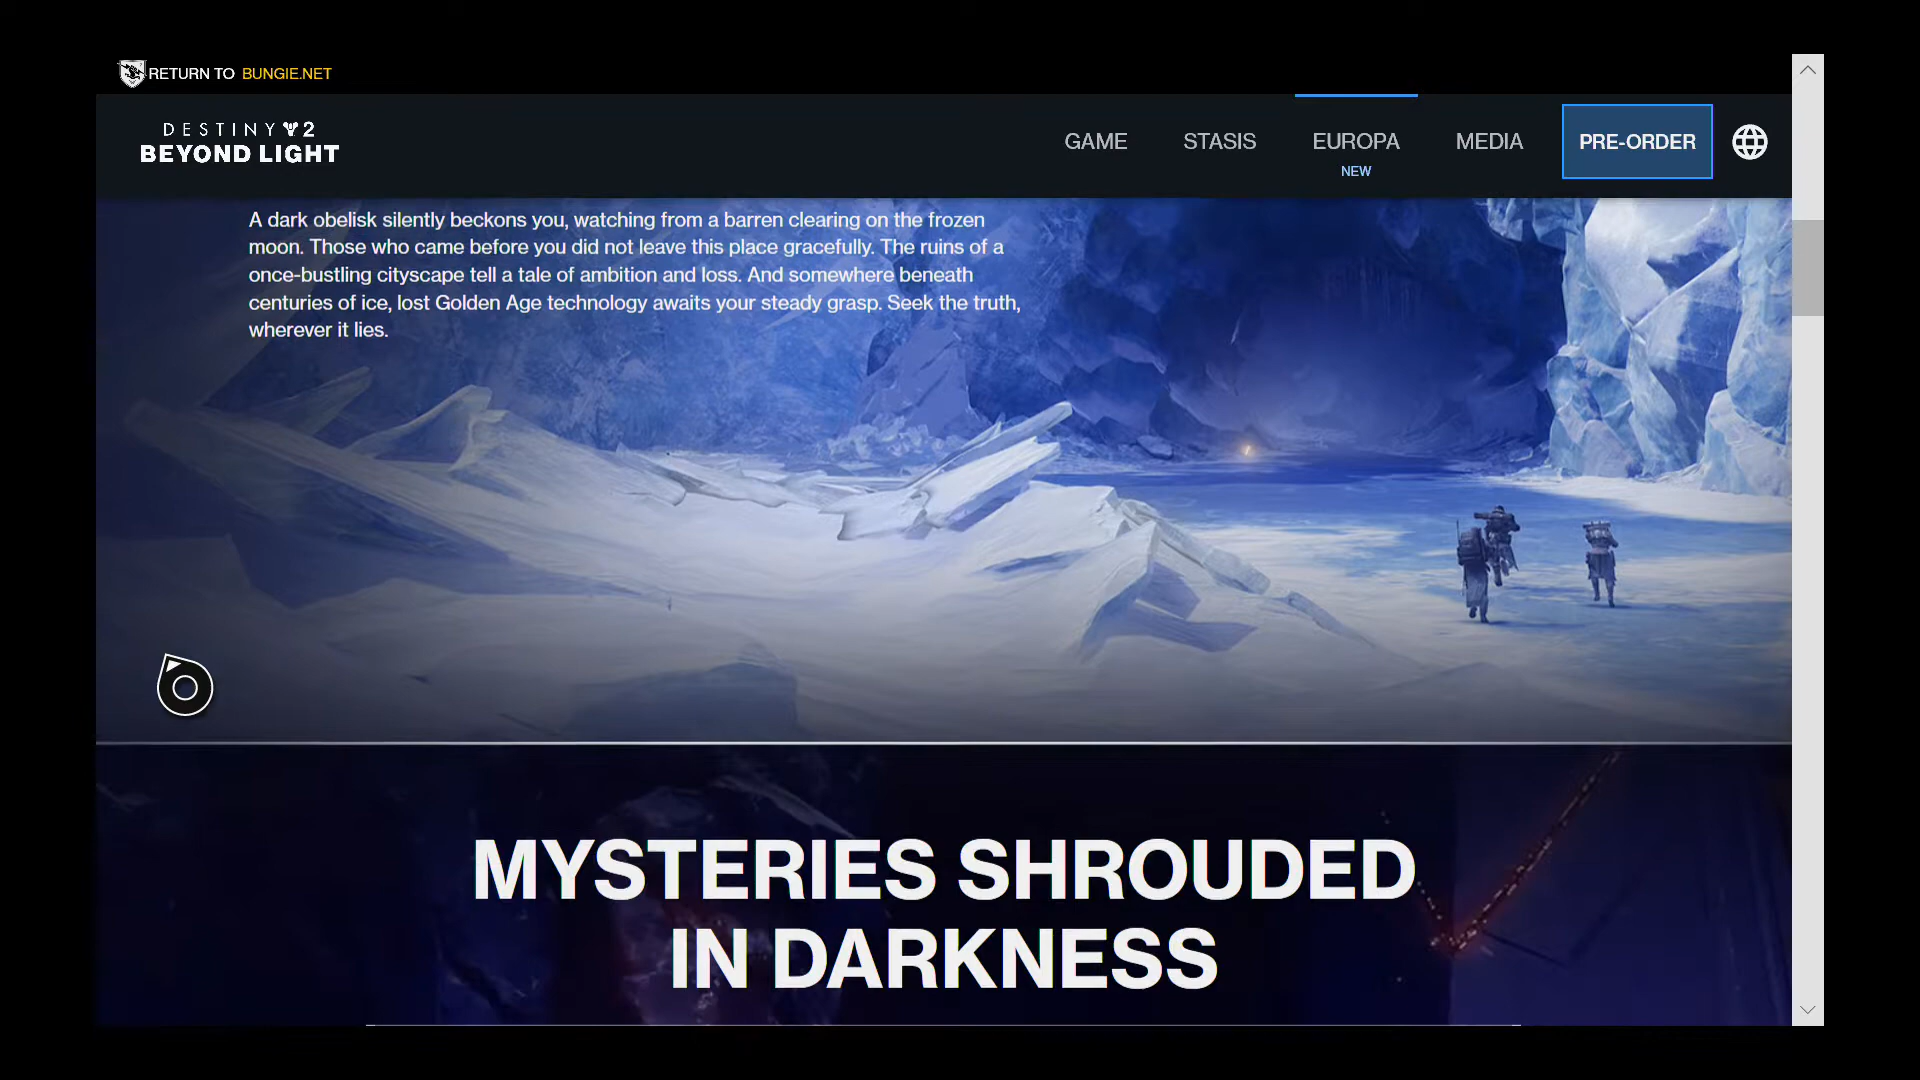 RETURN TO BUNGIE.NET
DESTINY 2
BEYOND LIGHT
GAME
STASIS
EUROPA
NEW
MEDIA
PRE-ORDER
A dark obelisk silently beckons you, watching from a barren clearing on the frozen
moon. Those who came before you did not leave this place gracefully. The ruins of a
once-bustling cityscape tell a tale of ambition and loss. And somewhere beneath
centuries of ice, lost Golden Age technology awaits your steady grasp. Seek the truth,
wherever it lies.
MYSTERIES SHROUDED
IN DARKNESS